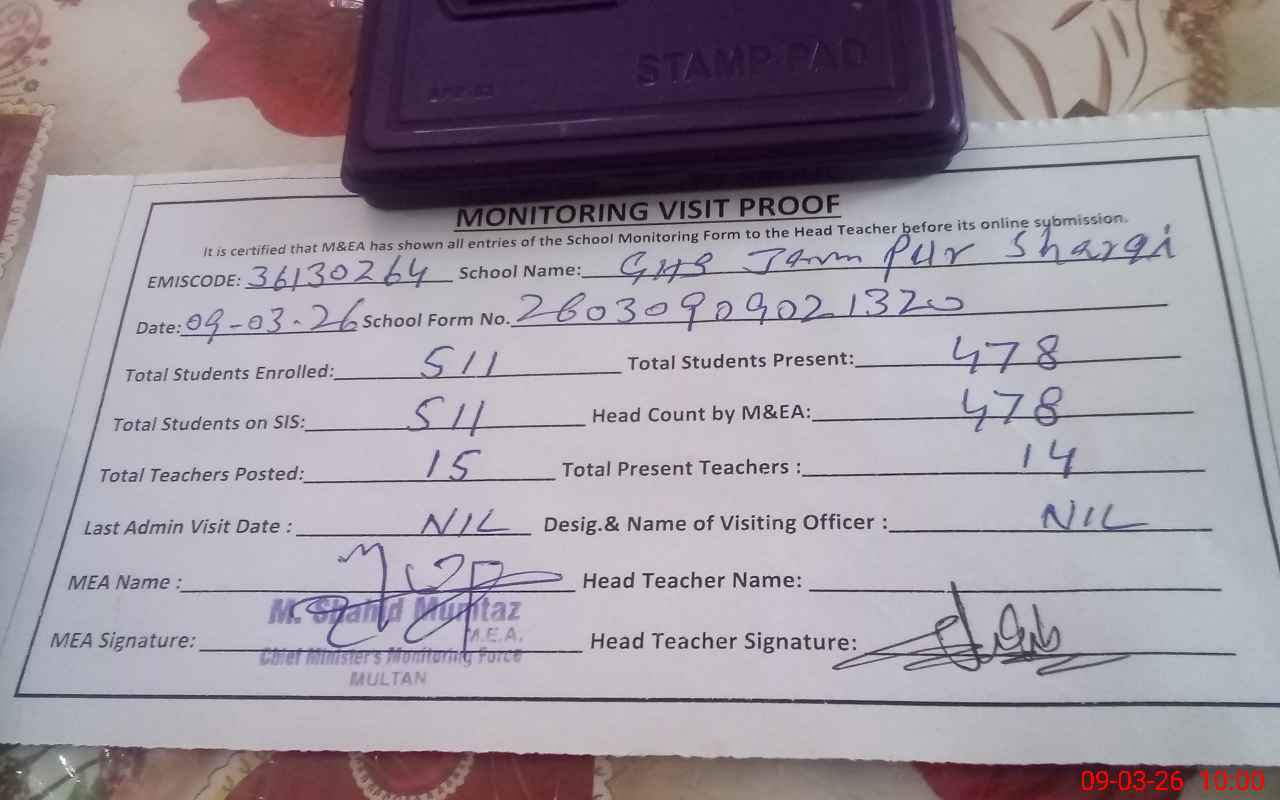 STAMP PAD
MONITORING VISIT PROOF
It is certified that M&EA has shown all entries of the School Monitoring Form to the Head Teacher before its online submission.
EMISCODE: 36130264 School Name: GHS Jamm Pur Sharqi
Date: 09-03-26 School Form No. 2603090902 1320
Total Students Enrolled: 511 Total Students Present: 478
Total Students on SIS: 511 Head Count by M&EA: 478
Total Teachers Posted: 15 Total Present Teachers : 14
Last Admin Visit Date : NIL Desig.& Name of Visiting Officer : NIL
MEA Name : Head Teacher Name:
M. Shahid Mumtaz
M.E.A.
MEA Signature: Head Teacher Signature:
Chief Minister's Monitoring Force
MULTAN
09-03-26 10:00